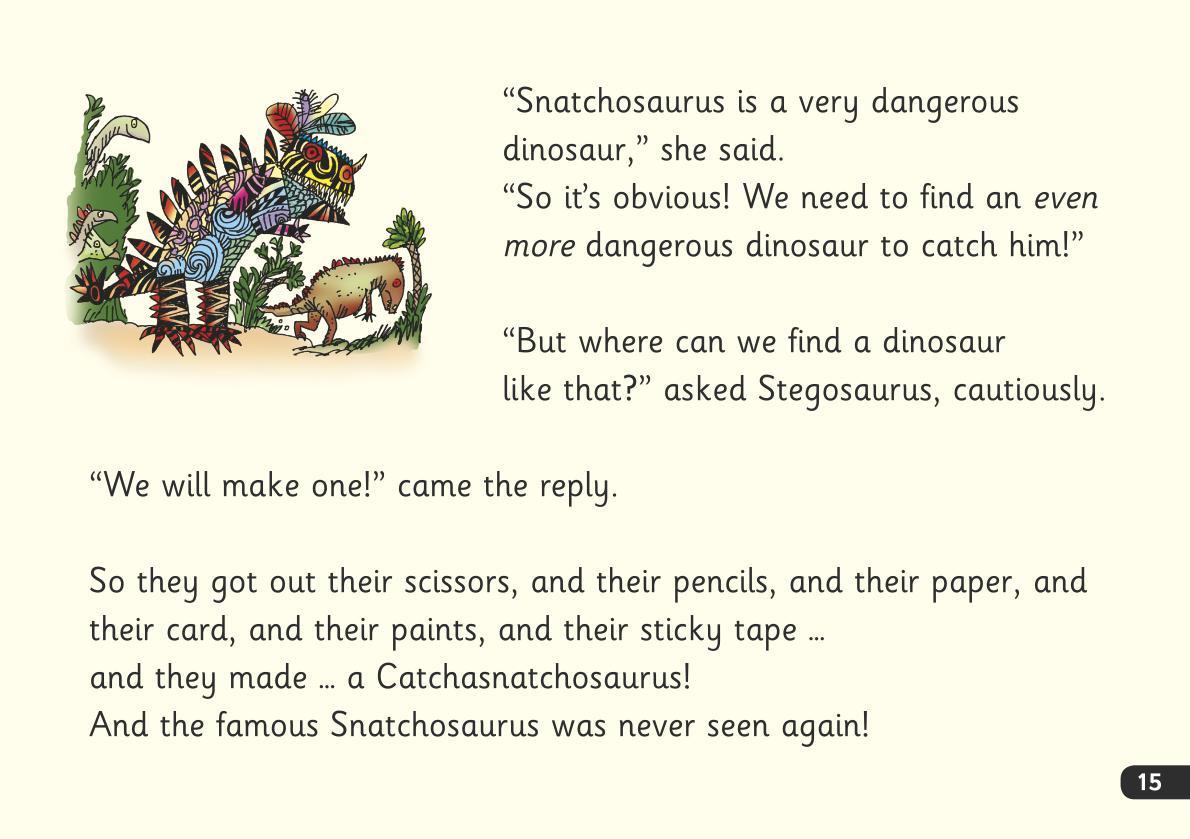 “Snatchosaurus is a very dangerous
dinosaur,” she said.
“So it’s obvious! We need to find an even
more dangerous dinosaur to catch him!”
“But where can we find a dinosaur
like that?” asked Stegosaurus, cautiously.
“We will make one!” came the reply.
So they got out their scissors, and their pencils, and their paper, and
their card, and their paints, and their sticky tape ...
and they made ... a Catchasnatchosaurus!
And the famous Snatchosaurus was never seen again!
15